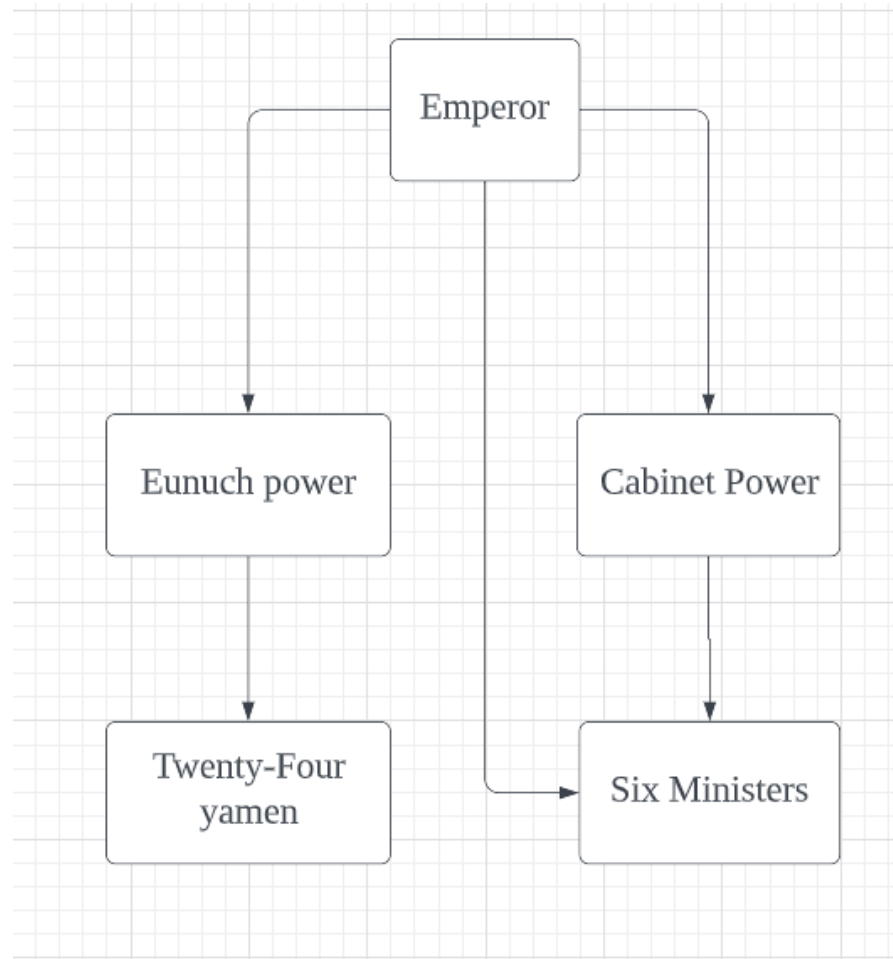 Emperor
Eunuch power
Cabinet Power
Twenty-Four
yamen
Six Ministers